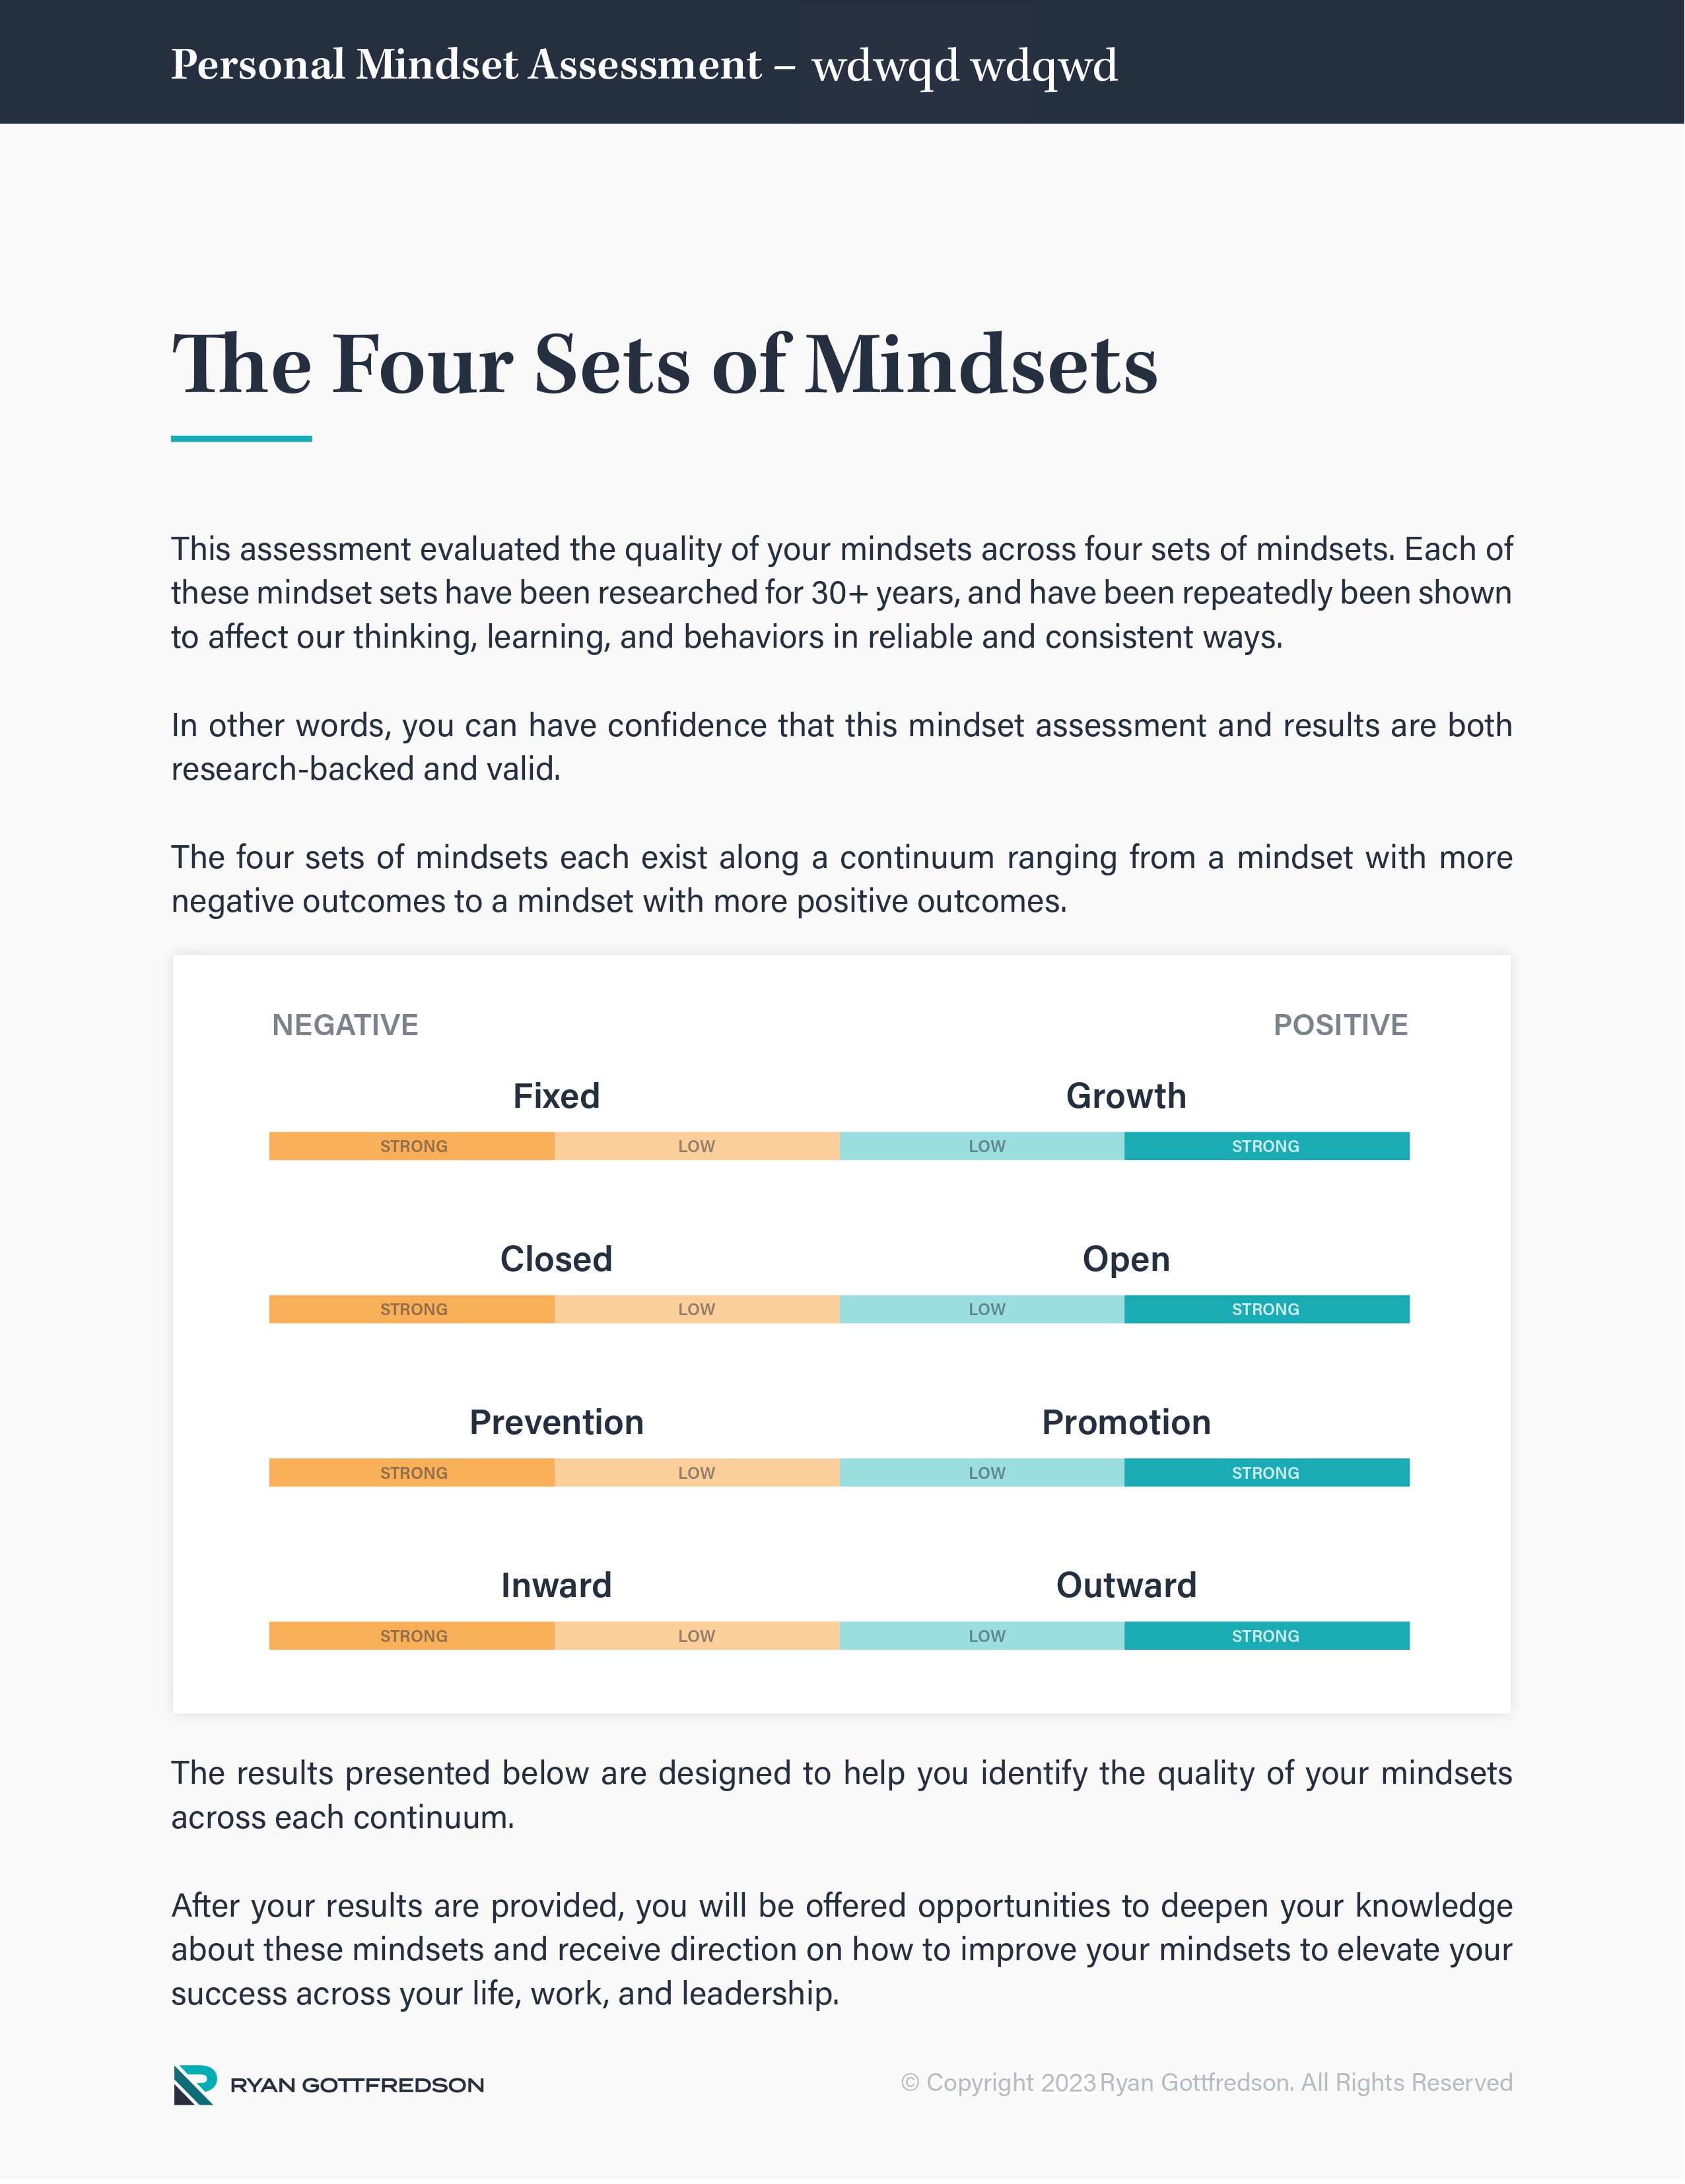 Personal Mindset Assessment – wdwqd wdqwd
The Four Sets of Mindsets
This assessment evaluated the quality of your mindsets across four sets of mindsets. Each of
these mindset sets have been researched for 30+ years, and have been repeatedly been shown
to affect our thinking, learning, and behaviors in reliable and consistent ways.
In other words, you can have confidence that this mindset assessment and results are both
research-backed and valid.
The four sets of mindsets each exist along a continuum ranging from a mindset with more
negative outcomes to a mindset with more positive outcomes.
NEGATIVE POSITIVE
Fixed Growth
STRONG LOW LOW STRONG
Closed Open
STRONG LOW LOW STRONG
Prevention Promotion
STRONG LOW LOW STRONG
Inward Outward
STRONG LOW LOW STRONG
The results presented below are designed to help you identify the quality of your mindsets
across each continuum.
After your results are provided, you will be offered opportunities to deepen your knowledge
about these mindsets and receive direction on how to improve your mindsets to elevate your
success across your life, work, and leadership.
RYAN GOTTFREDSON © Copyright 2023 Ryan Gottfredson. All Rights Reserved